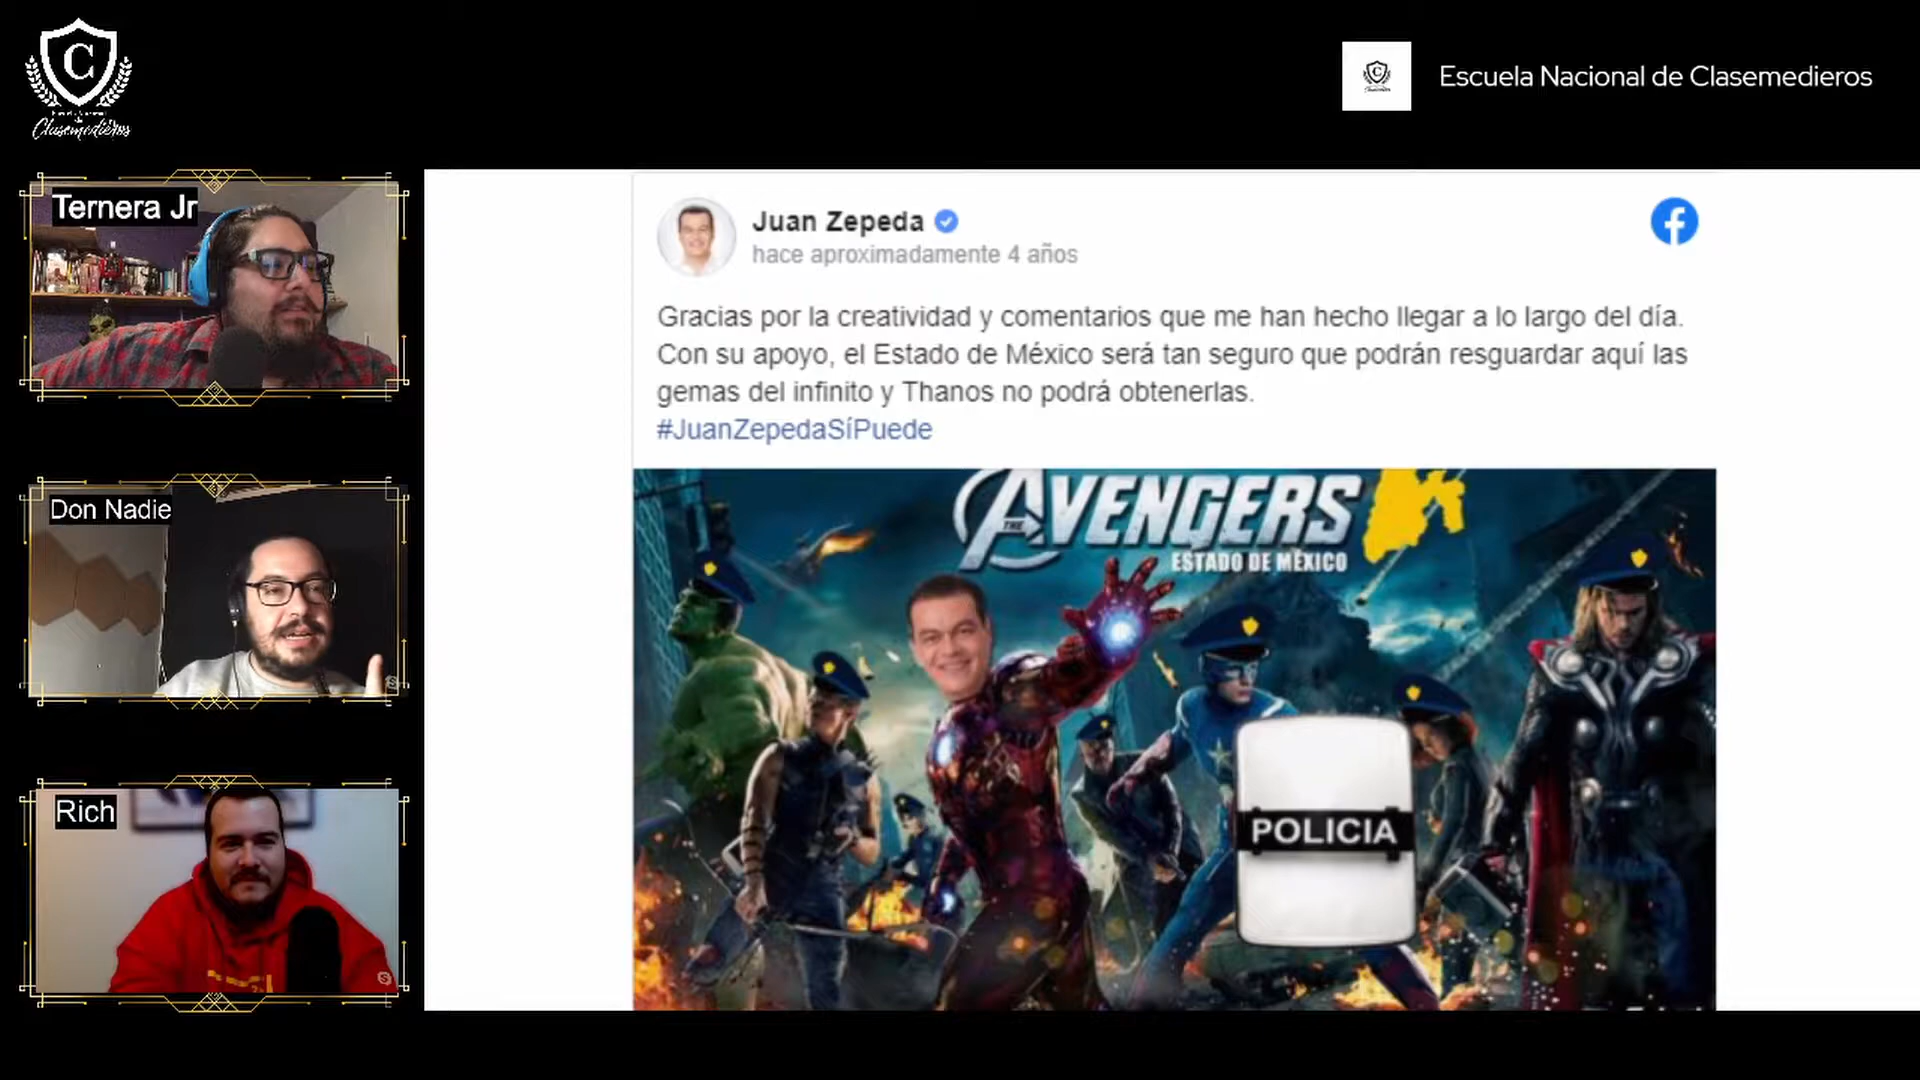 C
Clasemedieros
Escuela Nacional de Clasemedieros
Ternera Jr
Don Nadie
Rich
Juan Zepeda
hace aproximadamente 4 años
Gracias por la creatividad y comentarios que me han hecho llegar a lo largo del día.
Con su apoyo, el Estado de México será tan seguro que podrán resguardar aquí las
gemas del infinito y Thanos no podrá obtenerlas.
#JuanZepedaSíPuede
THE AVENGERS
ESTADO DE MÉXICO
POLICIA